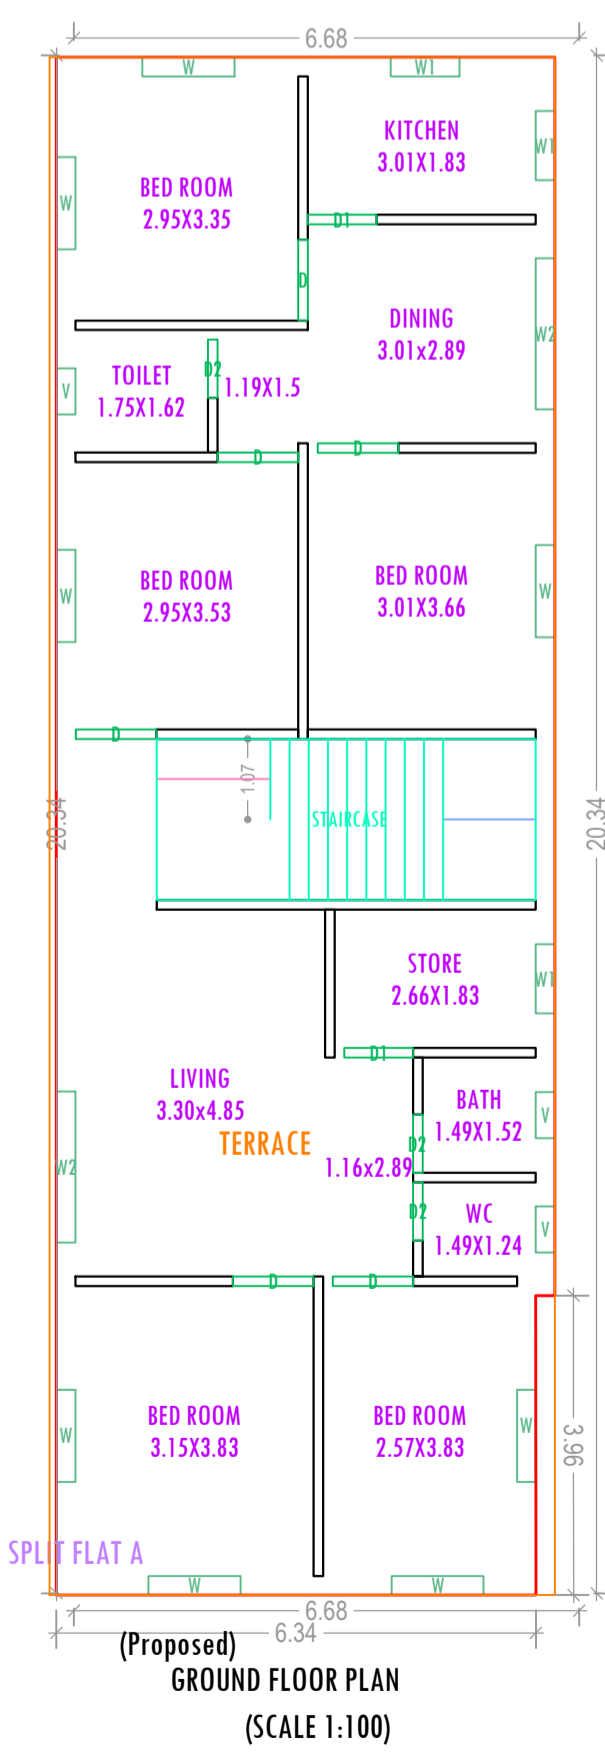 6.68
W
W1
KITCHEN
3.01X1.83
W1
BED ROOM
2.95X3.35
W
D1
D
DINING
3.01x2.89
W2
TOILET
1.75X1.62
V
D2
1.19X1.5
D
D
BED ROOM
2.95X3.53
W
BED ROOM
3.01X3.66
W
D
1.07
STAIRCASE
20.34
20.34
STORE
2.66X1.83
W1
D1
LIVING
3.30x4.85
TERRACE
W2
BATH
1.49X1.52
V
D2
1.16x2.89
D2
WC
1.49X1.24
V
D
D
BED ROOM
3.15X3.83
W
BED ROOM
2.57X3.83
W
3.96
SPLIT FLAT A
W
W
6.68
6.34
(Proposed)
GROUND FLOOR PLAN
(SCALE 1:100)